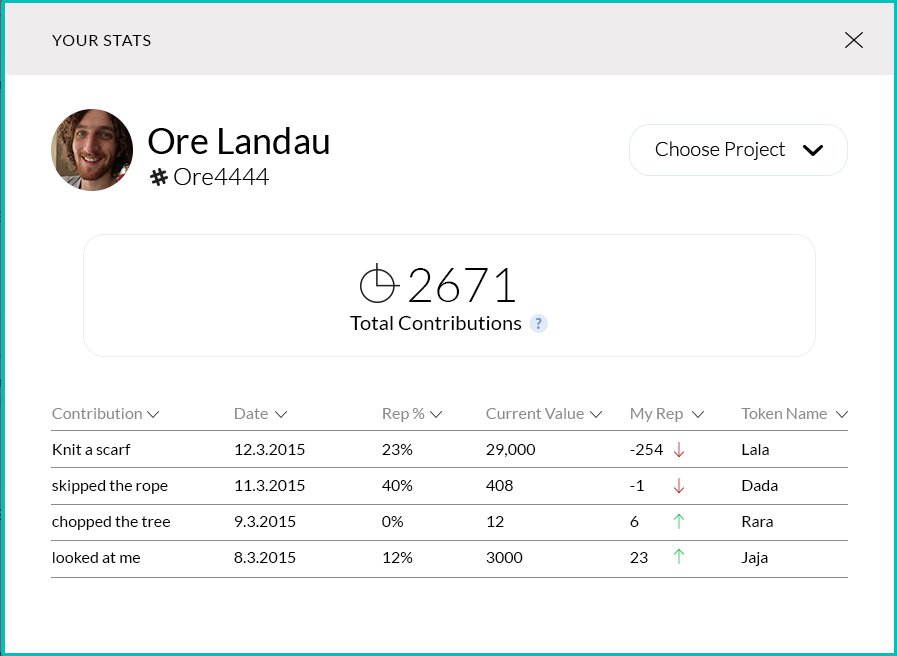 YOUR STATS
Ore Landau
# Ore4444
Choose Project
2671
Total Contributions ?
Contribution Date Rep % Current Value My Rep Token Name
Knit a scarf 12.3.2015 23% 29,000 -254 Lala
skipped the rope 11.3.2015 40% 408 -1 Dada
chopped the tree 9.3.2015 0% 12 6 Rara
looked at me 8.3.2015 12% 3000 23 Jaja